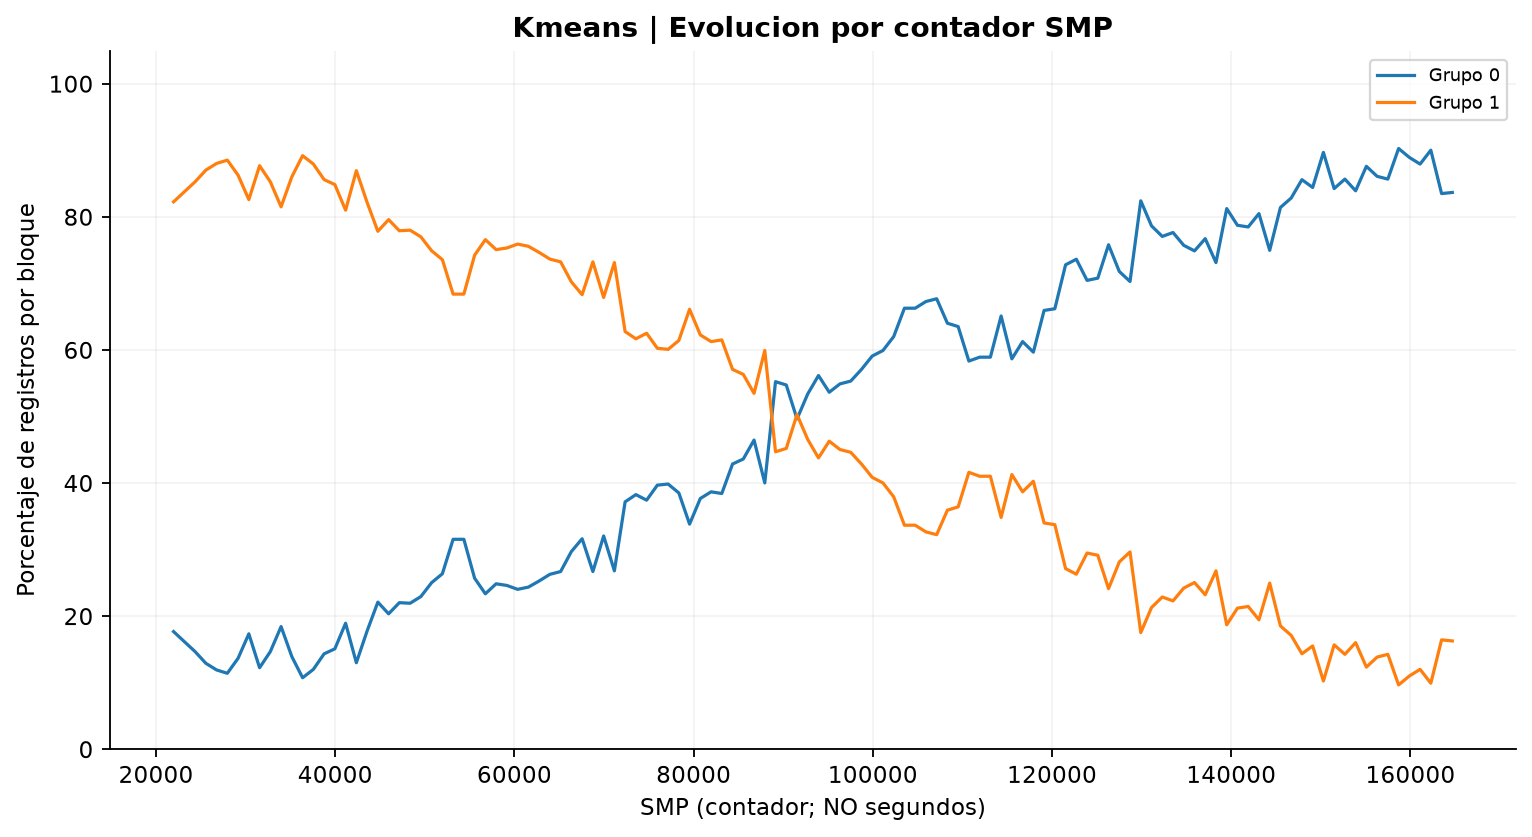 Kmeans | Evolucion por contador SMP
Grupo 0
Grupo 1
Porcentaje de registros por bloque
100
80
60
40
20
0
20000 40000 60000 80000 100000 120000 140000 160000
SMP (contador; NO segundos)